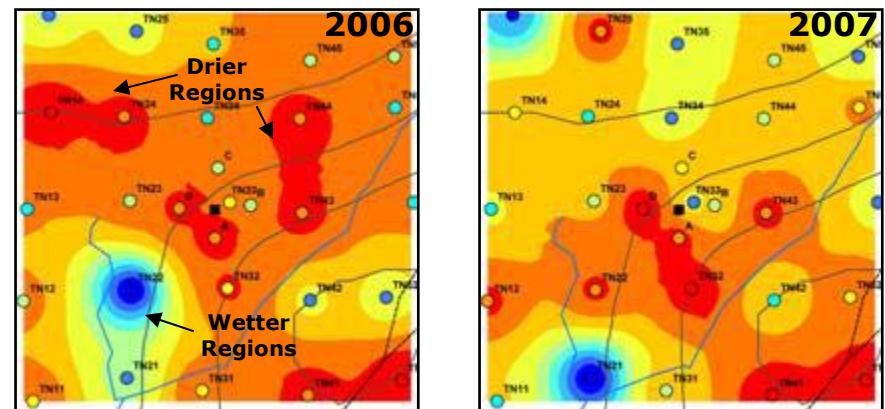 2006
TN25
TN35
TN45
Drier
Regions
TN24
TN34
TN44
C
TN23
TN33
B
D
TN13
TN43
A
TN22
TN32
TN12
TN42
Wetter
Regions
TN21
TN31
TN11
TN41
2007
TN25
TN35
TN45
TN14
TN24
TN34
TN44
C
TN23
TN33
B
D
TN13
TN43
A
TN22
TN32
TN12
TN42
TN21
TN31
TN11
TN41